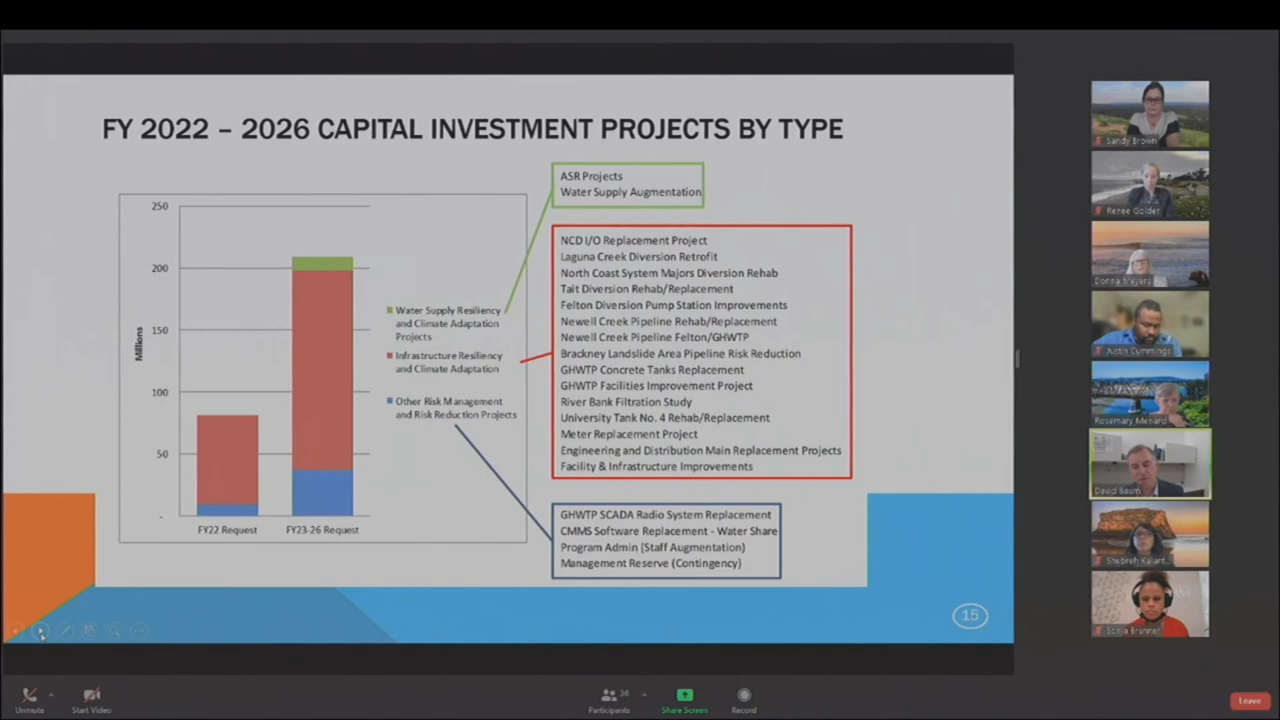 FY 2022 – 2026 CAPITAL INVESTMENT PROJECTS BY TYPE
250
200
150
100
50
-
Millions
FY22 Request
FY23-26 Request
Water Supply Resiliency
and Climate Adaptation
Projects
Infrastructure Resiliency
and Climate Adaptation
Other Risk Management
and Risk Reduction Projects
ASR Projects
Water Supply Augmentation
NCD I/O Replacement Project
Laguna Creek Diversion Retrofit
North Coast System Majors Diversion Rehab
Tait Diversion Rehab/Replacement
Felton Diversion Pump Station Improvements
Newell Creek Pipeline Rehab/Replacement
Newell Creek Pipeline Felton/GHWTP
Brackney Landslide Area Pipeline Risk Reduction
GHWTP Concrete Tanks Replacement
GHWTP Facilities Improvement Project
River Bank Filtration Study
University Tank No. 4 Rehab/Replacement
Meter Replacement Project
Engineering and Distribution Main Replacement Projects
Facility & Infrastructure Improvements
GHWTP SCADA Radio System Replacement
CMMS Software Replacement - Water Share
Program Admin (Staff Augmentation)
Management Reserve (Contingency)
15
Sandy Brown
Renee Golder
Donna Meyers
Justin Cummings
Rosemary Menard
David Baum
Shebreh Kalant...
Sonja Brunner
Unmute
Start Video
36
Participants
Share Screen
Record
Leave